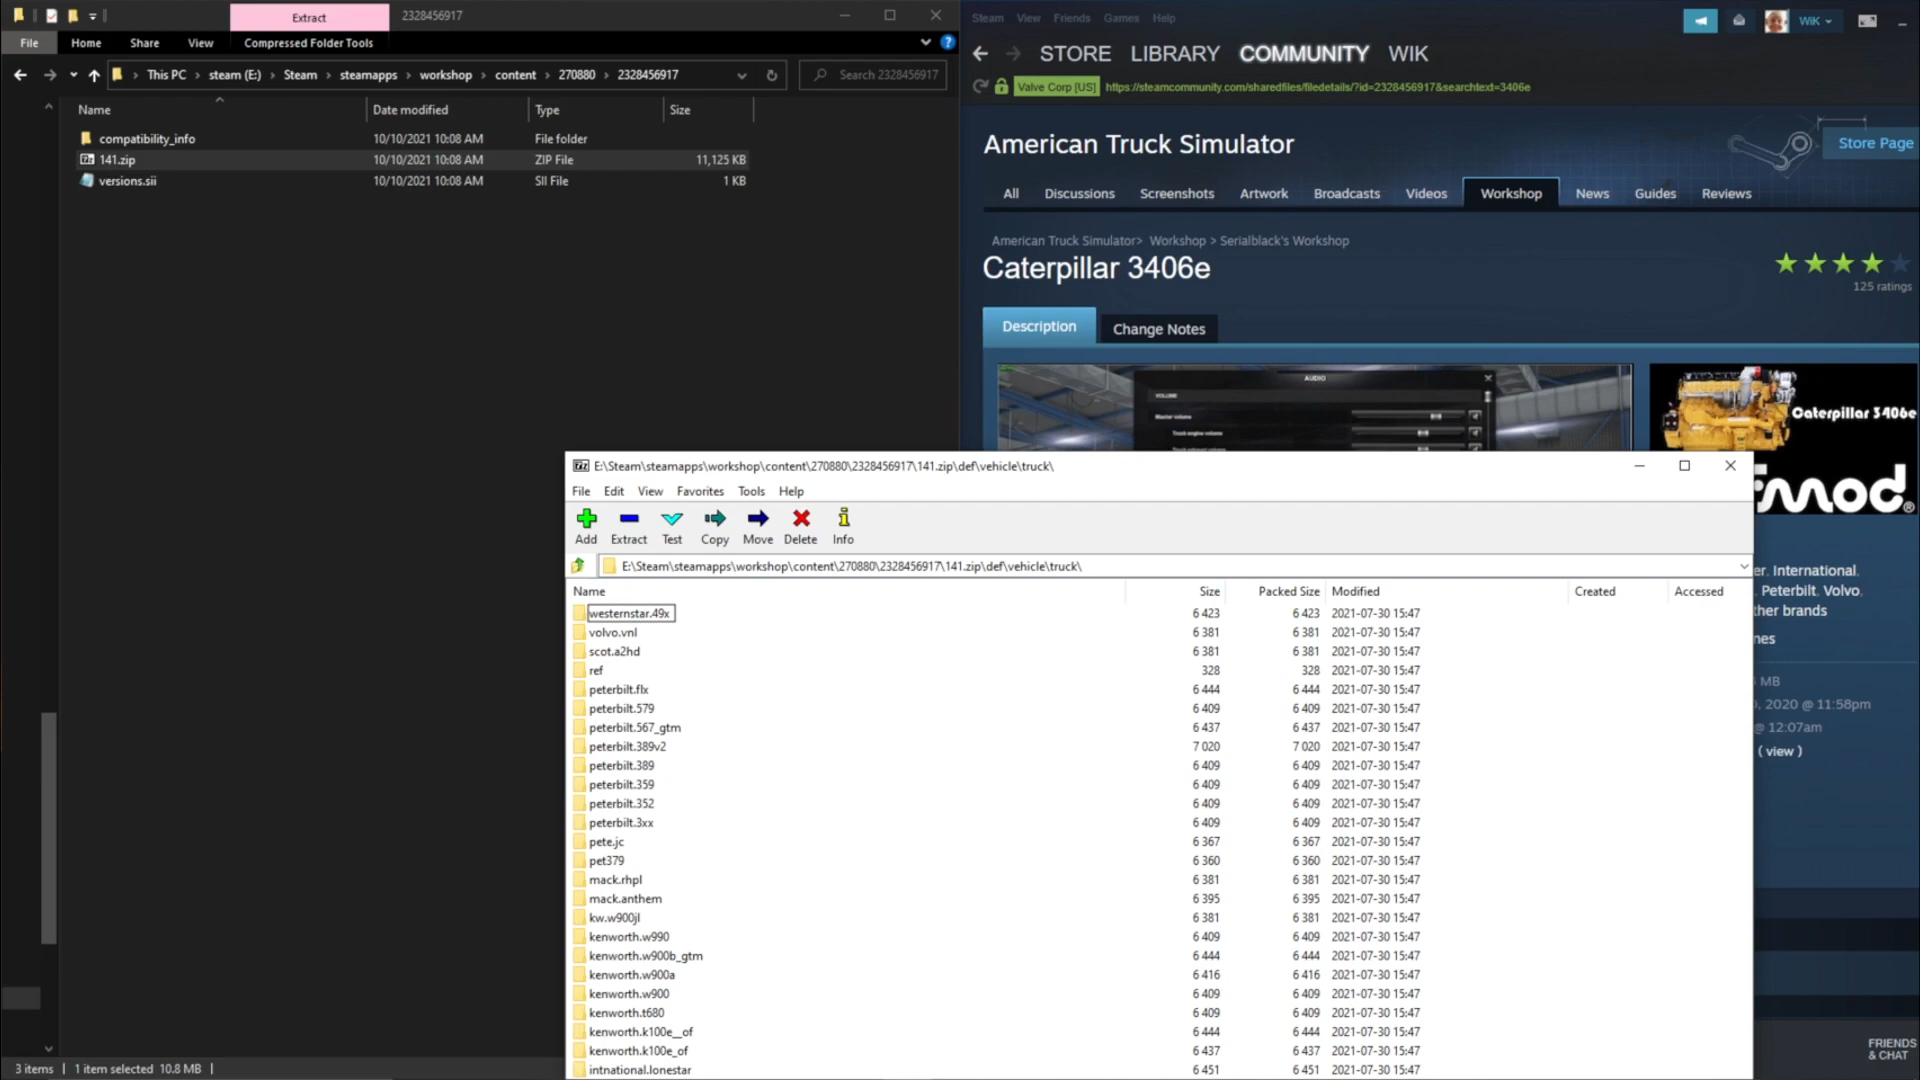 Extract
2328456917
File Home Share View Compressed Folder Tools
This PC steam (E:) Steam steamapps workshop content 270880 2328456917
Search 2328456917
Name Date modified Type Size
compatibility_info 10/10/2021 10:08 AM File folder
141.zip 10/10/2021 10:08 AM ZIP File 11,125 KB
versions.sii 10/10/2021 10:08 AM SII File 1 KB
3 items 1 item selected 10.8 MB
Steam View Friends Games Help
WiK
STORE LIBRARY COMMUNITY WIK
Valve Corp [US] https://steamcommunity.com/sharedfiles/filedetails/?id=2328456917&searchtext=3406e
American Truck Simulator
Store Page
All Discussions Screenshots Artwork Broadcasts Videos Workshop News Guides Reviews
American Truck Simulator> Workshop > Serialblack's Workshop
Caterpillar 3406e
125 ratings
Description Change Notes
AUDIO
VOLUME
Master volume
Truck engine volume
Truck exhaust volume
Caterpillar 3406e
fmod®
er, International,
Peterbilt, Volvo,
ther brands
nes
MB
, 2020 @ 11:58pm
@ 12:07am
( view )
FRIENDS
& CHAT
E:\Steam\steamapps\workshop\content\270880\2328456917\141.zip\def\vehicle\truck\
File Edit View Favorites Tools Help
Add Extract Test Copy Move Delete Info
E:\Steam\steamapps\workshop\content\270880\2328456917\141.zip\def\vehicle\truck\
Name Size Packed Size Modified Created Accessed
westernstar.49x 6 423 6 423 2021-07-30 15:47
volvo.vnl 6 381 6 381 2021-07-30 15:47
scot.a2hd 6 381 6 381 2021-07-30 15:47
ref 328 328 2021-07-30 15:47
peterbilt.flx 6 444 6 444 2021-07-30 15:47
peterbilt.579 6 409 6 409 2021-07-30 15:47
peterbilt.567_gtm 6 437 6 437 2021-07-30 15:47
peterbilt.389v2 7 020 7 020 2021-07-30 15:47
peterbilt.389 6 409 6 409 2021-07-30 15:47
peterbilt.359 6 409 6 409 2021-07-30 15:47
peterbilt.352 6 409 6 409 2021-07-30 15:47
peterbilt.3xx 6 409 6 409 2021-07-30 15:47
pete.jc 6 367 6 367 2021-07-30 15:47
pet379 6 360 6 360 2021-07-30 15:47
mack.rhpl 6 381 6 381 2021-07-30 15:47
mack.anthem 6 395 6 395 2021-07-30 15:47
kw.w900jl 6 381 6 381 2021-07-30 15:47
kenworth.w990 6 409 6 409 2021-07-30 15:47
kenworth.w900b_gtm 6 444 6 444 2021-07-30 15:47
kenworth.w900a 6 416 6 416 2021-07-30 15:47
kenworth.w900 6 409 6 409 2021-07-30 15:47
kenworth.t680 6 409 6 409 2021-07-30 15:47
kenworth.k100e__of 6 444 6 444 2021-07-30 15:47
kenworth.k100e_of 6 437 6 437 2021-07-30 15:47
intnational.lonestar 6 451 6 451 2021-07-30 15:47